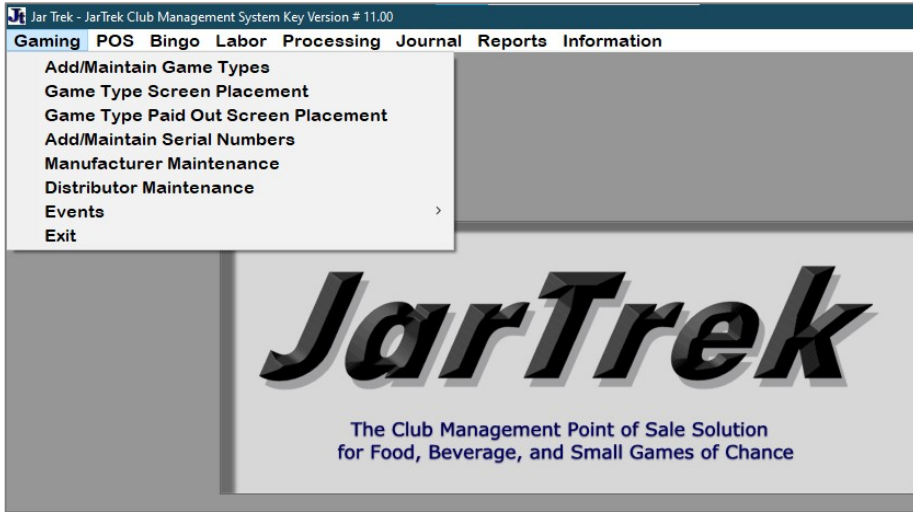 Jt Jar Trek - JarTrek Club Management System Key Version # 11.00
Gaming POS Bingo Labor Processing Journal Reports Information
Add/Maintain Game Types
Game Type Screen Placement
Game Type Paid Out Screen Placement
Add/Maintain Serial Numbers
Manufacturer Maintenance
Distributor Maintenance
Events >
Exit
JarTrek
The Club Management Point of Sale Solution
for Food, Beverage, and Small Games of Chance